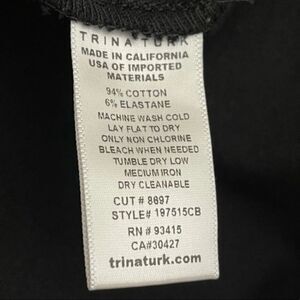 TRINA TURK
MADE IN CALIFORNIA
USA OF IMPORTED
MATERIALS
94% COTTON
6% ELASTANE
MACHINE WASH COLD
LAY FLAT TO DRY
ONLY NON CHLORINE
BLEACH WHEN NEEDED
TUMBLE DRY LOW
MEDIUM IRON
DRY CLEANABLE
CUT # 8697
STYLE# 197515CB
RN # 93415
CA#30427
trinaturk.com